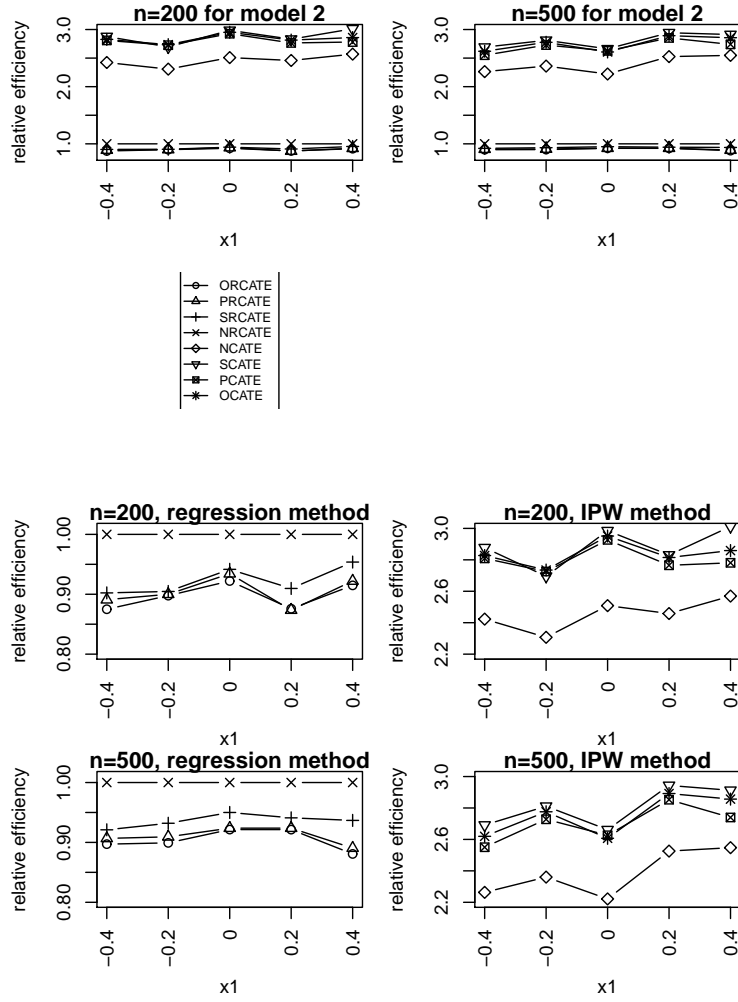 n=200 for model 2
relative efficiency
1.0
2.0
3.0
−0.4
−0.2
0
0.2
0.4
x1
n=500 for model 2
relative efficiency
1.0
2.0
3.0
−0.4
−0.2
0
0.2
0.4
x1
ORCATE
PRCATE
SRCATE
NRCATE
NCATE
SCATE
PCATE
OCATE
n=200, regression method
relative efficiency
0.80
0.90
1.00
−0.4
−0.2
0
0.2
0.4
x1
n=200, IPW method
relative efficiency
2.2
2.6
3.0
−0.4
−0.2
0
0.2
0.4
x1
n=500, regression method
relative efficiency
0.80
0.90
1.00
−0.4
−0.2
0
0.2
0.4
x1
n=500, IPW method
relative efficiency
2.2
2.6
3.0
−0.4
−0.2
0
0.2
0.4
x1